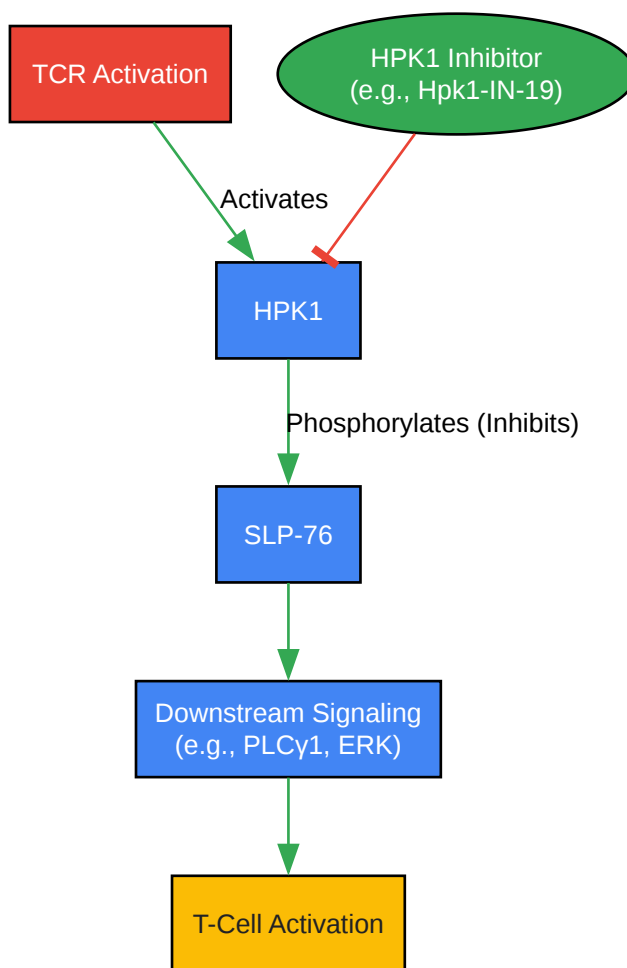 TCR Activation
HPK1 Inhibitor
(e.g., Hpk1-IN-19)
Activates
HPK1
Phosphorylates (Inhibits)
SLP-76
Downstream Signaling
(e.g., PLCγ1, ERK)
T-Cell Activation